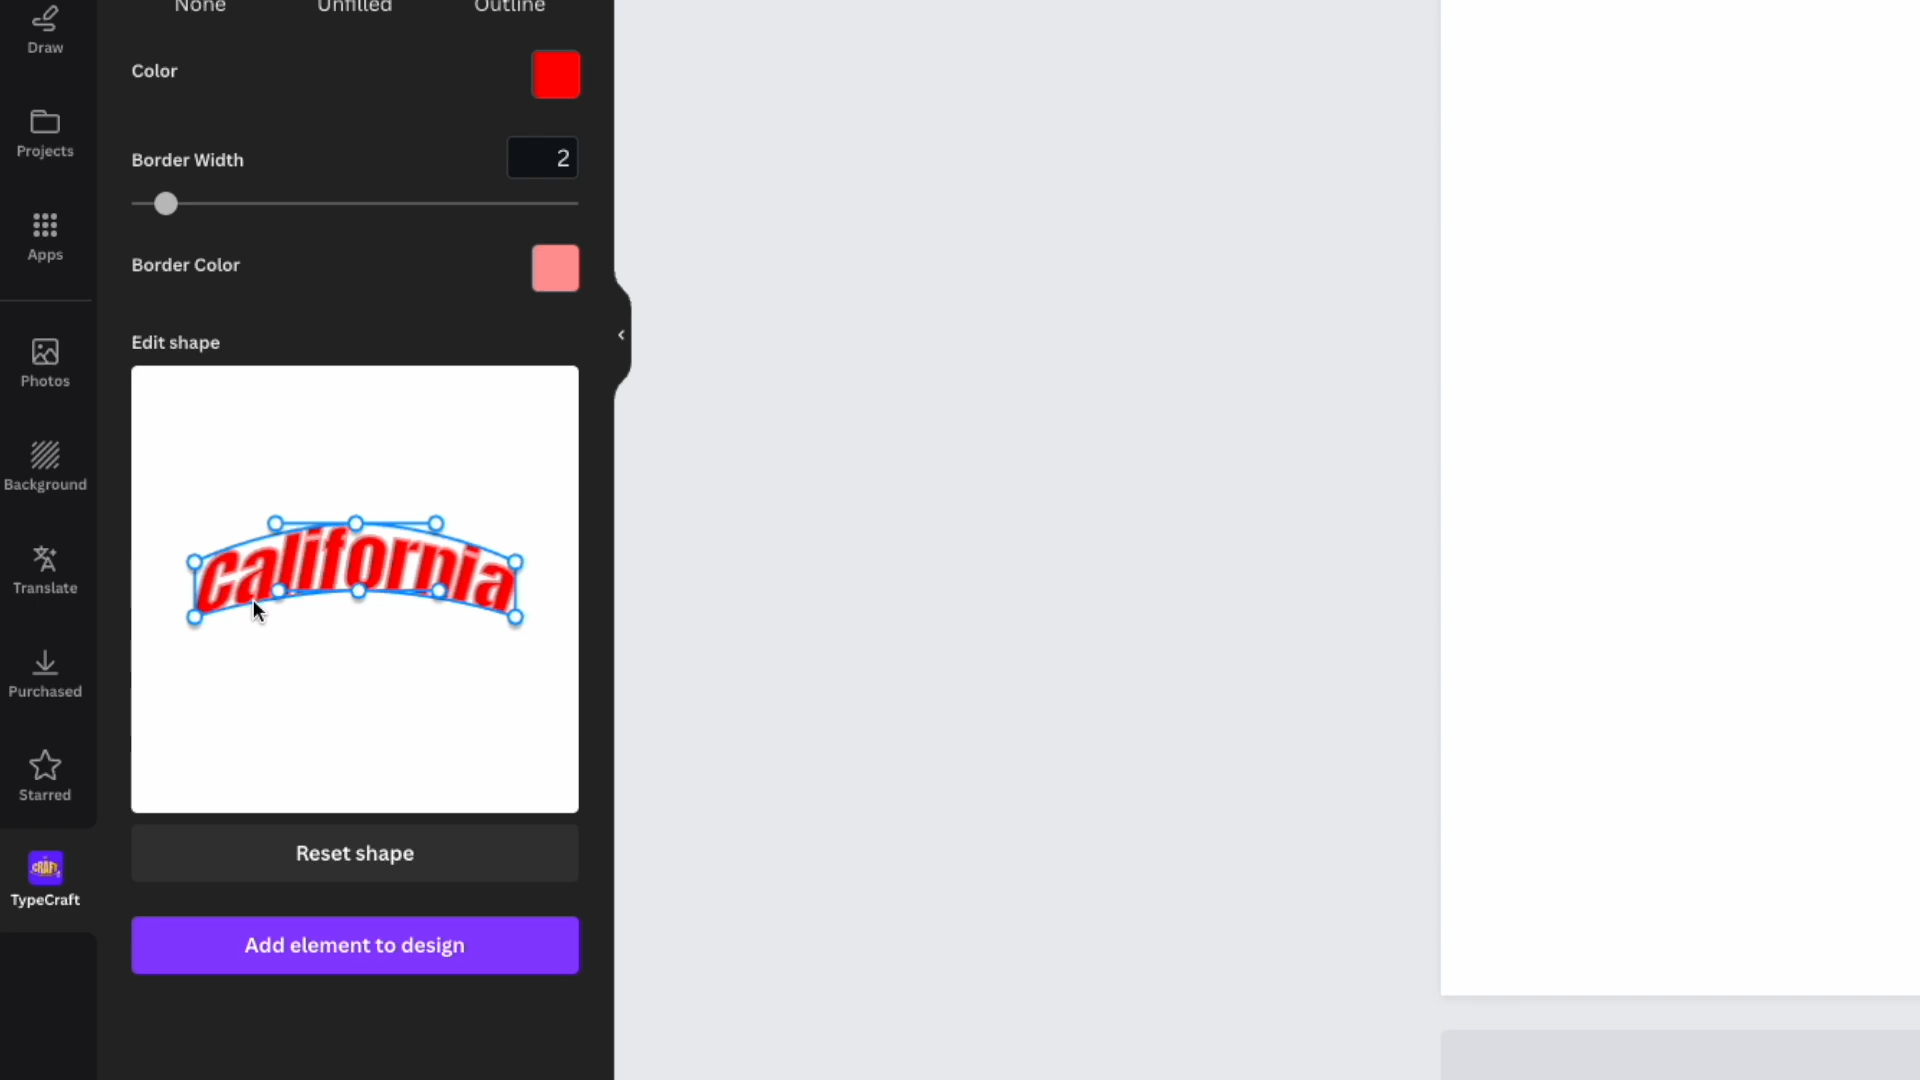 None Unfilled Outline
Draw
Color
Projects
Border Width 2
Apps
Border Color
Edit shape
Photos
Background
california
Translate
Purchased
Starred
Reset shape
CRAFT
TypeCraft
Add element to design